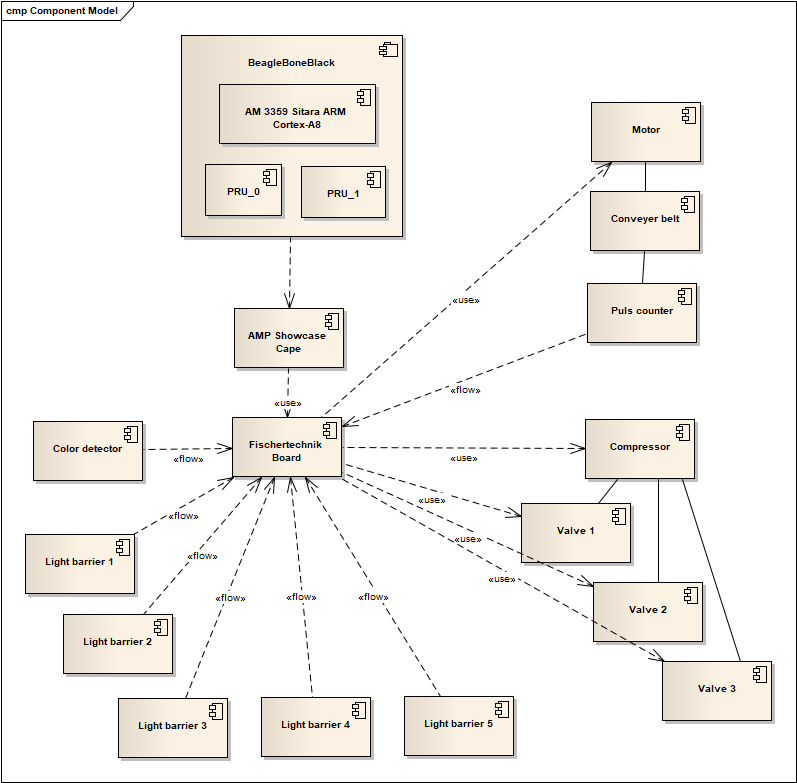 cmp Component Model
BeagleBoneBlack
AM 3359 Sitara ARM
Cortex-A8
PRU_0
PRU_1
Motor
Conveyer belt
Puls counter
«use»
AMP Showcase
Cape
«use»
«flow»
Color detector
«flow»
Fischertechnik
Board
«use»
Compressor
«use»
Valve 1
«flow»
«use»
Light barrier 1
«flow»
«use»
Valve 2
«flow»
«flow»
«flow»
Light barrier 2
Valve 3
Light barrier 3
Light barrier 4
Light barrier 5